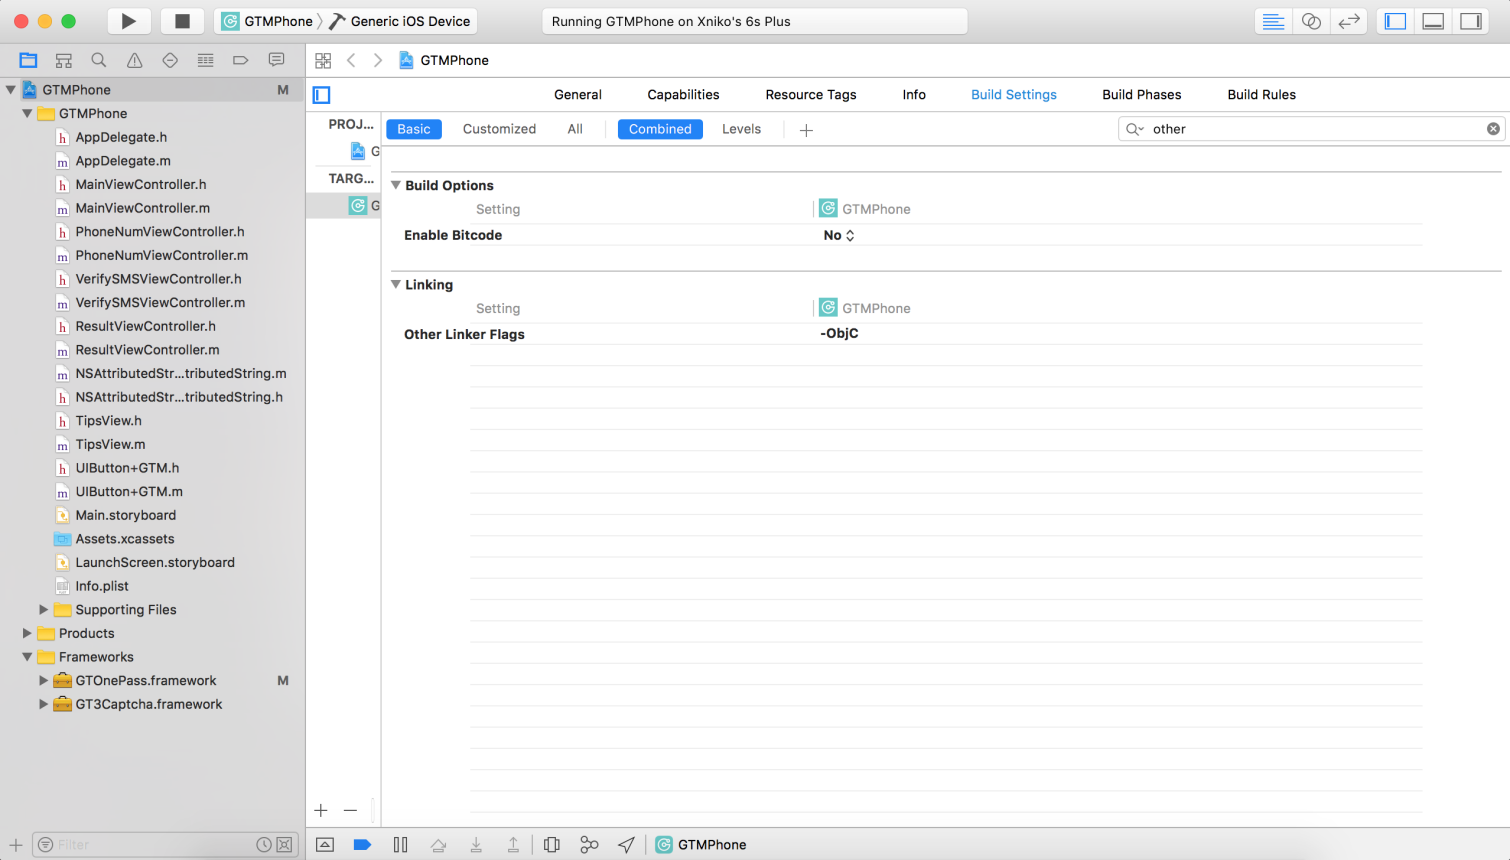 GTMPhone Generic iOS Device
Running GTMPhone on Xniko's 6s Plus
GTMPhone M
GTMPhone
h AppDelegate.h
m AppDelegate.m
h MainViewController.h
m MainViewController.m
h PhoneNumViewController.h
m PhoneNumViewController.m
h VerifySMSViewController.h
m VerifySMSViewController.m
h ResultViewController.h
m ResultViewController.m
m NSAttributedStr...tributedString.m
h NSAttributedStr...tributedString.h
h TipsView.h
m TipsView.m
h UIButton+GTM.h
m UIButton+GTM.m
Main.storyboard
Assets.xcassets
LaunchScreen.storyboard
Info.plist
Supporting Files
Products
Frameworks
GTOnePass.framework M
GT3Captcha.framework
Filter
GTMPhone
General Capabilities Resource Tags Info Build Settings Build Phases Build Rules
PROJ...
G
TARG...
G
Basic Customized All Combined Levels other
Build Options
Setting GTMPhone
Enable Bitcode No
Linking
Setting GTMPhone
Other Linker Flags -ObjC
GTMPhone